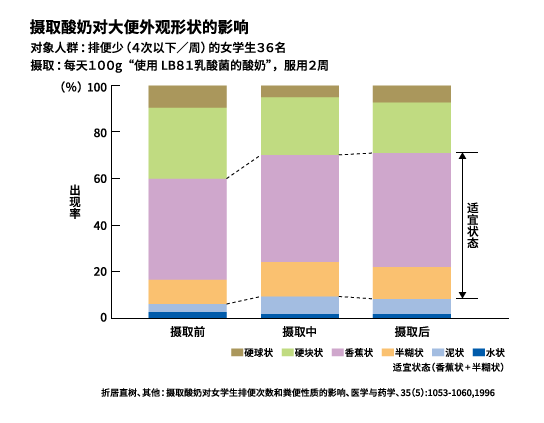 摄取酸奶对大便外观形状的影响
对象人群：排便少（4次以下／周）的女学生36名
摄取：每天100g“使用 LB81乳酸菌的酸奶”，服用2周
（%）
100
80
60
40
20
0
出现率
适宜状态
摄取前 摄取中 摄取后
硬球状 硬块状 香蕉状 半糊状 泥状 水状
适宜状态（香蕉状+半糊状）
折居直树、其他：摄取酸奶对女学生排便次数和粪便性质的影响、医学与药学、35（5）:1053-1060,1996